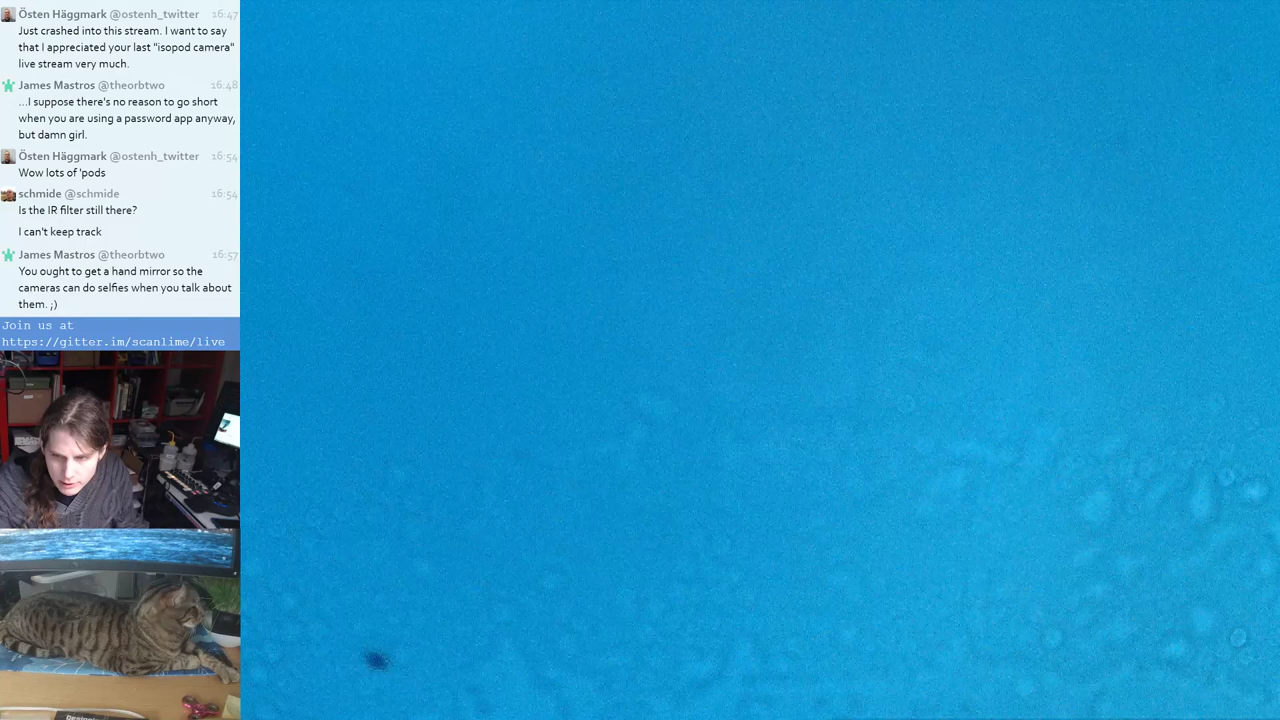 Östen Häggmark @ostenh_twitter 16:47
Just crashed into this stream. I want to say
that I appreciated your last "isopod camera"
live stream very much.
James Mastros @theorbtwo 16:48
...I suppose there's no reason to go short
when you are using a password app anyway,
but damn girl.
Östen Häggmark @ostenh_twitter 16:54
Wow lots of 'pods
schmide @schmide 16:54
Is the IR filter still there?
I can't keep track
James Mastros @theorbtwo 16:57
You ought to get a hand mirror so the
cameras can do selfies when you talk about
them. ;)
Join us at
https://gitter.im/scanlime/live